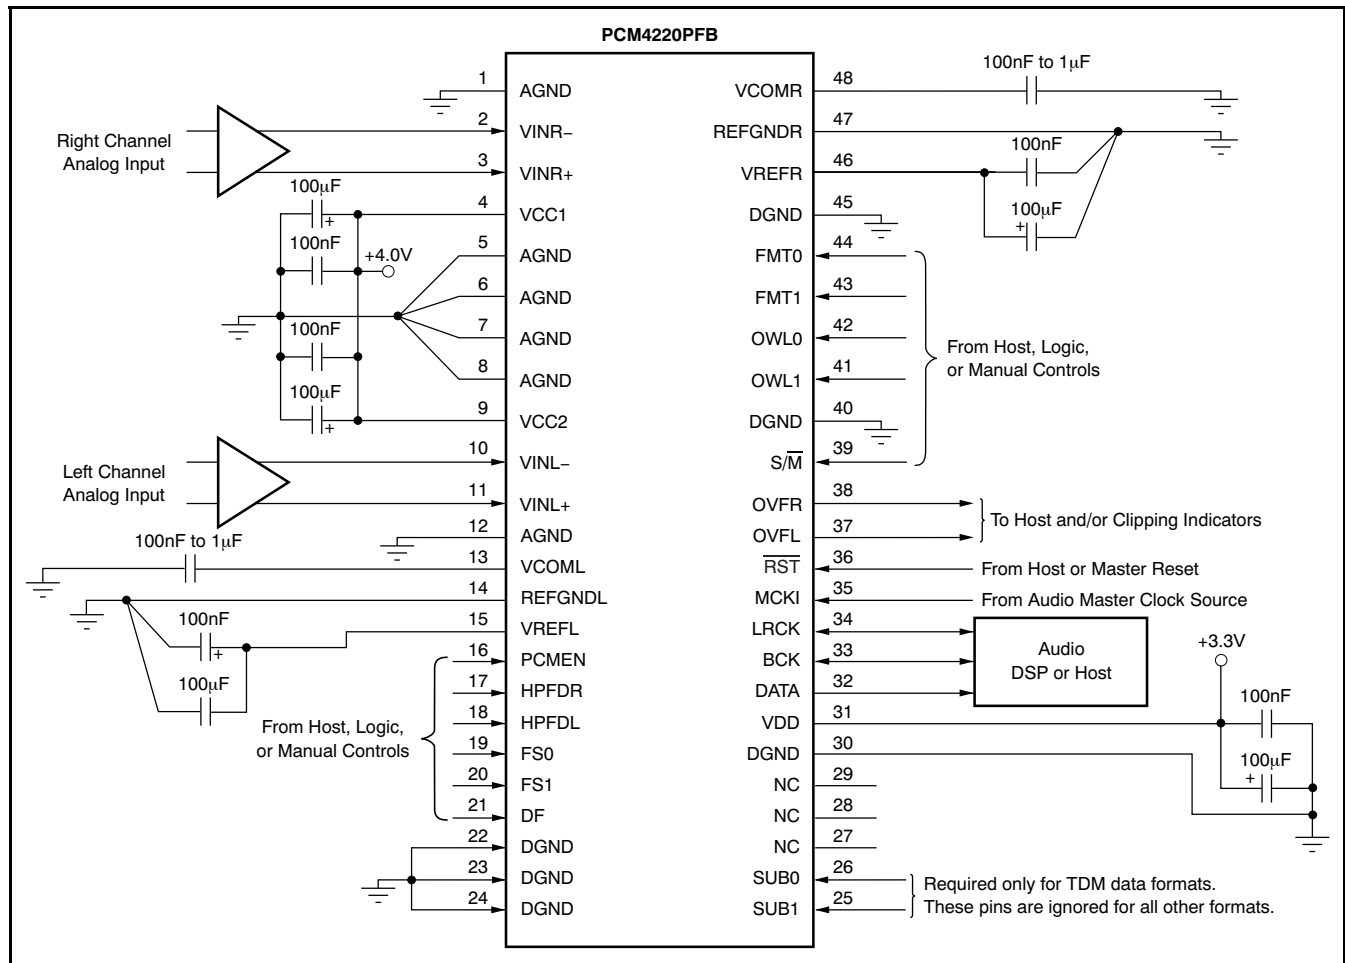 PCM4220PFB
1
AGND
Right Channel
Analog Input
2
VINR−
3
VINR+
100μF
+
4
VCC1
100nF
+4.0V
5
AGND
6
AGND
100nF
7
AGND
8
AGND
100μF
+
9
VCC2
Left Channel
Analog Input
10
VINL−
11
VINL+
12
AGND
100nF to 1μF
13
VCOML
14
REFGNDL
100nF
+
15
VREFL
100μF
16
PCMEN
17
HPFDR
From Host, Logic,
or Manual Controls
18
HPFDL
19
FS0
20
FS1
21
DF
22
DGND
23
DGND
24
DGND
VCOMR
48
100nF to 1μF
REFGNDR
47
100nF
VREFR
46
100μF
+
DGND
45
FMT0
44
FMT1
43
OWL0
42
From Host, Logic,
or Manual Controls
OWL1
41
DGND
40
S/M̅
39
OVFR
38
To Host and/or Clipping Indicators
OVFL
37
R̅S̅T̅
36
From Host or Master Reset
MCKI
35
From Audio Master Clock Source
LRCK
34
Audio
DSP or Host
BCK
33
DATA
32
+3.3V
100nF
VDD
31
100μF
+
DGND
30
NC
29
NC
28
NC
27
SUB0
26
Required only for TDM data formats.
These pins are ignored for all other formats.
SUB1
25